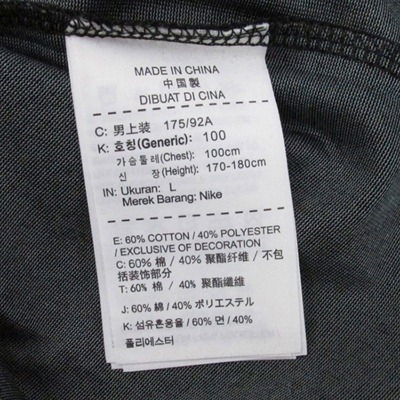 MADE IN CHINA
中国製
DIBUAT DI CINA
C: 男上装 175/92A
K: 호칭(Generic): 100
가슴둘레(Chest): 100cm
신 장(Height): 170-180cm
IN: Ukuran: L
Merek Barang: Nike
E: 60% COTTON / 40% POLYESTER
/ EXCLUSIVE OF DECORATION
C: 60% 棉 / 40% 聚酯纤维 / 不包
括装饰部分
T: 60% 棉 / 40% 聚酯纖維
J: 60% 綿 / 40% ポリエステル
K: 섬유혼용율 / 60% 면 / 40%
폴리에스터